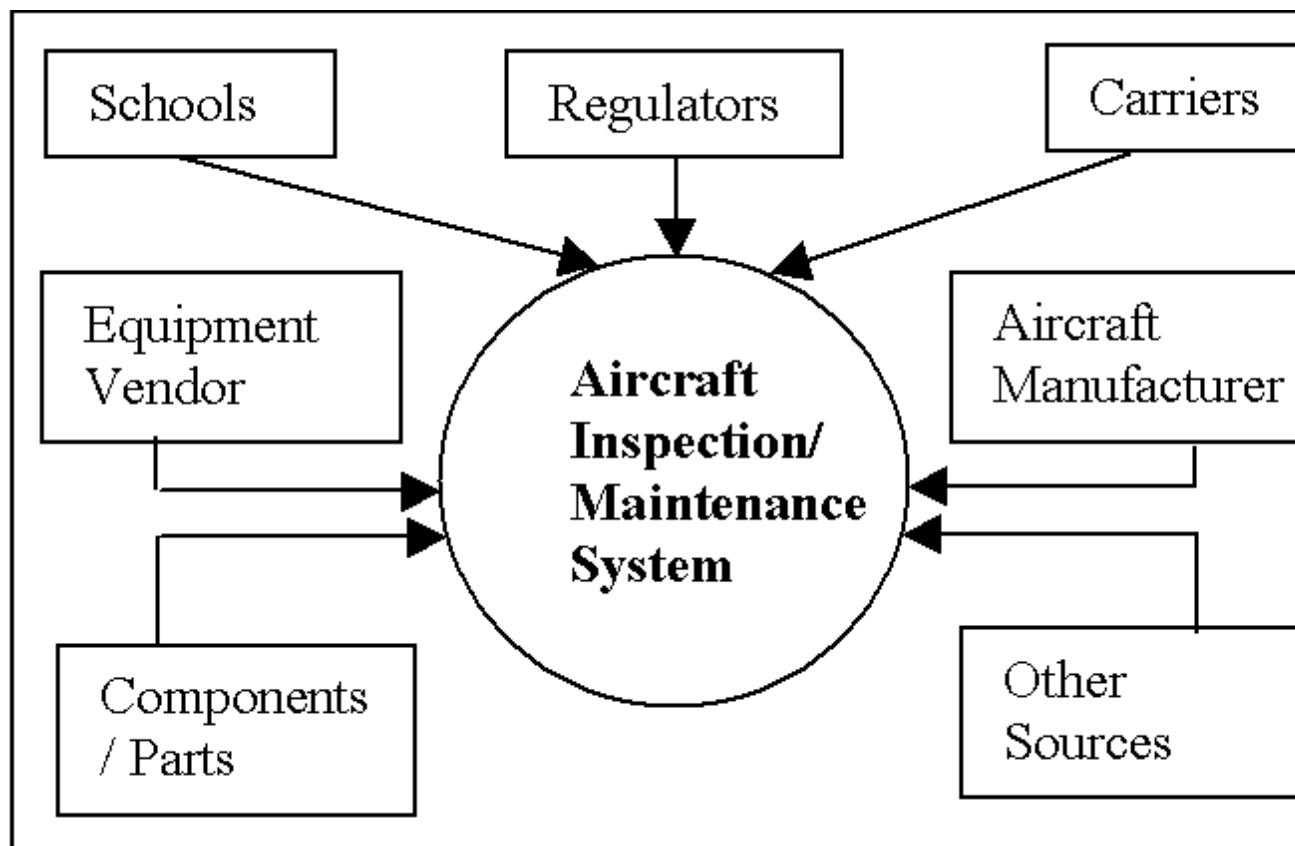 Schools
Regulators
Carriers
Equipment
Vendor
Aircraft
Inspection/
Maintenance
System
Aircraft
Manufacturer
Components
/ Parts
Other
Sources